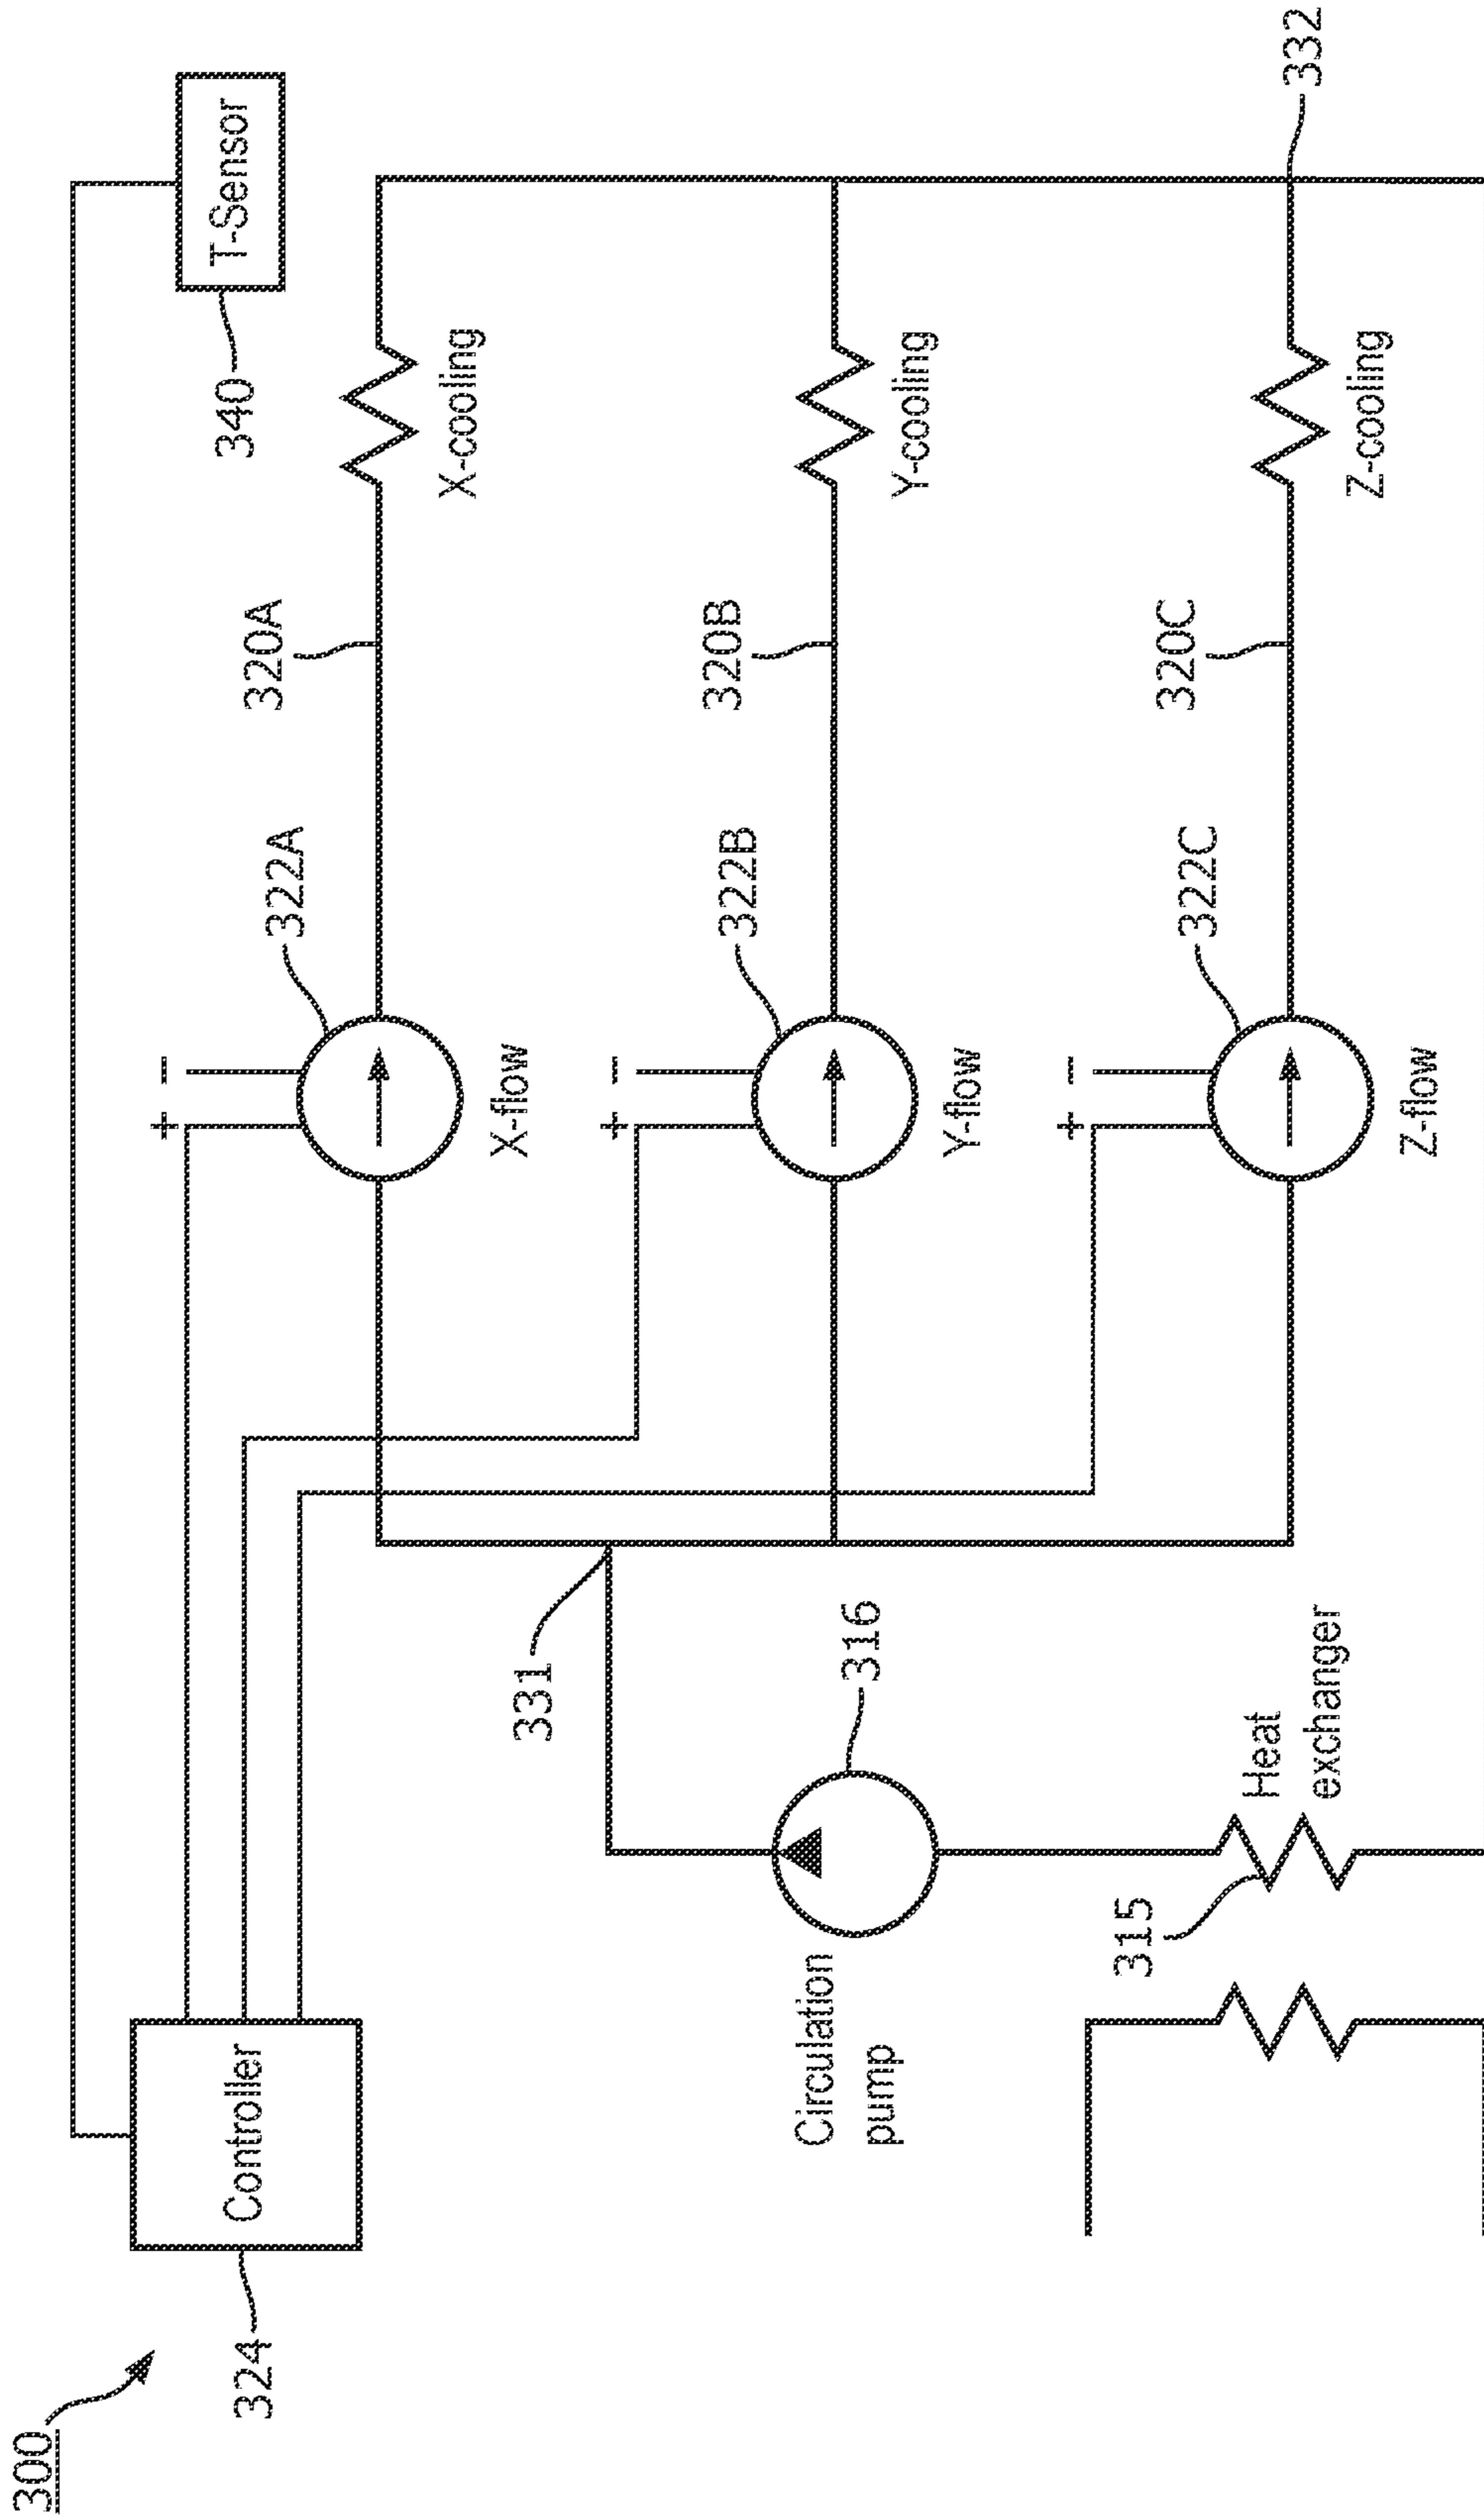 300
324
Controller
340
T-Sensor
+ -
322A
X-flow
320A
X-cooling
331
+ -
322B
Y-flow
320B
Y-cooling
Circulation
pump
316
+ -
322C
Z-flow
320C
Z-cooling
332
315
Heat
exchanger